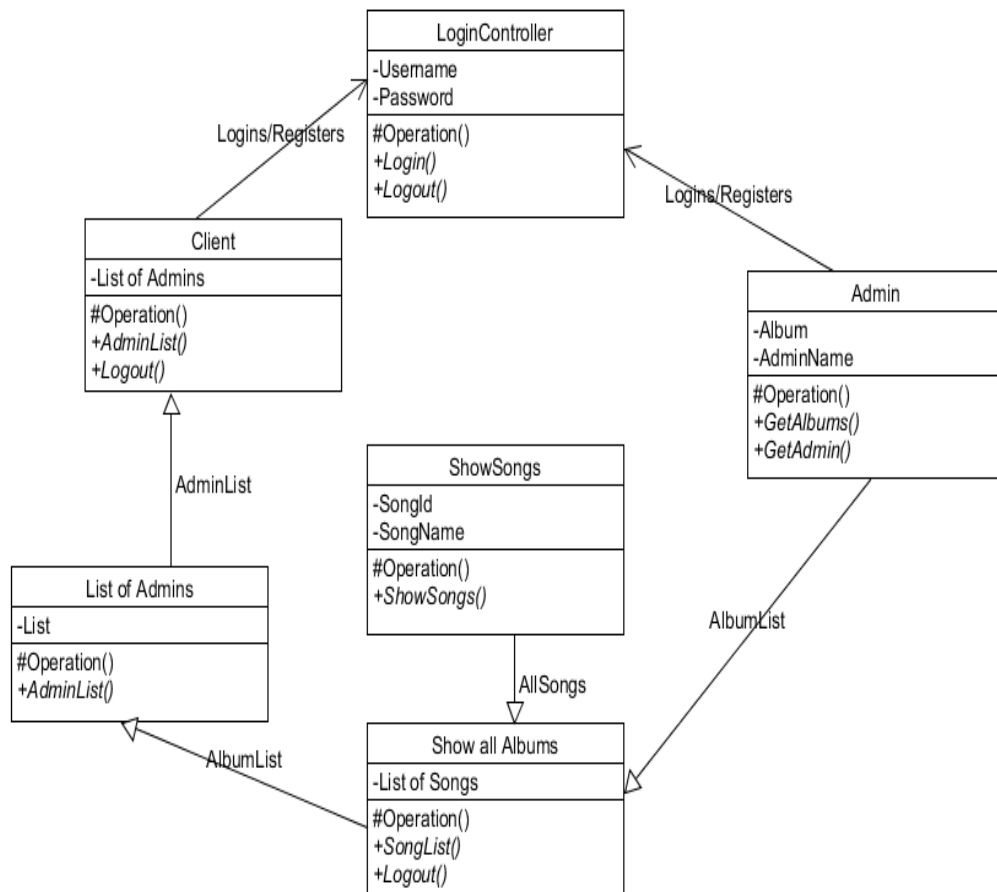 LoginController
-Username
-Password
#Operation()
+Login()
+Logout()
Logins/Registers
Logins/Registers
Client
-List of Admins
#Operation()
+AdminList()
+Logout()
Admin
-Album
-AdminName
#Operation()
+GetAlbums()
+GetAdmin()
AdminList
ShowSongs
-SongId
-SongName
#Operation()
+ShowSongs()
List of Admins
-List
#Operation()
+AdminList()
AlbumList
AllSongs
AlbumList
Show all Albums
-List of Songs
#Operation()
+SongList()
+Logout()